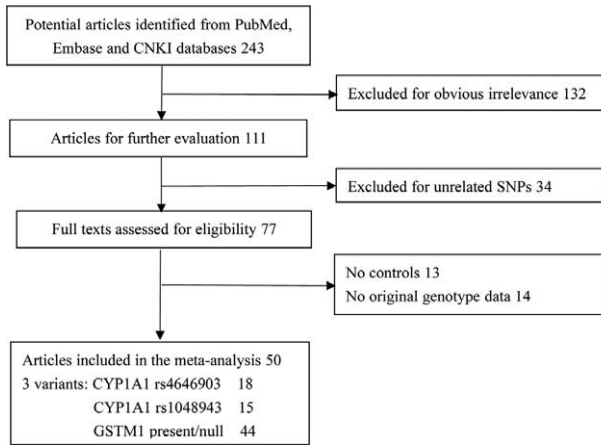 Potential articles identified from PubMed,
Embase and CNKI databases 243
Excluded for obvious irrelevance 132
Articles for further evaluation 111
Excluded for unrelated SNPs 34
Full texts assessed for eligibility 77
No controls 13
No original genotype data 14
Articles included in the meta-analysis 50
3 variants: CYP1A1 rs4646903 18
CYP1A1 rs1048943 15
GSTM1 present/null 44